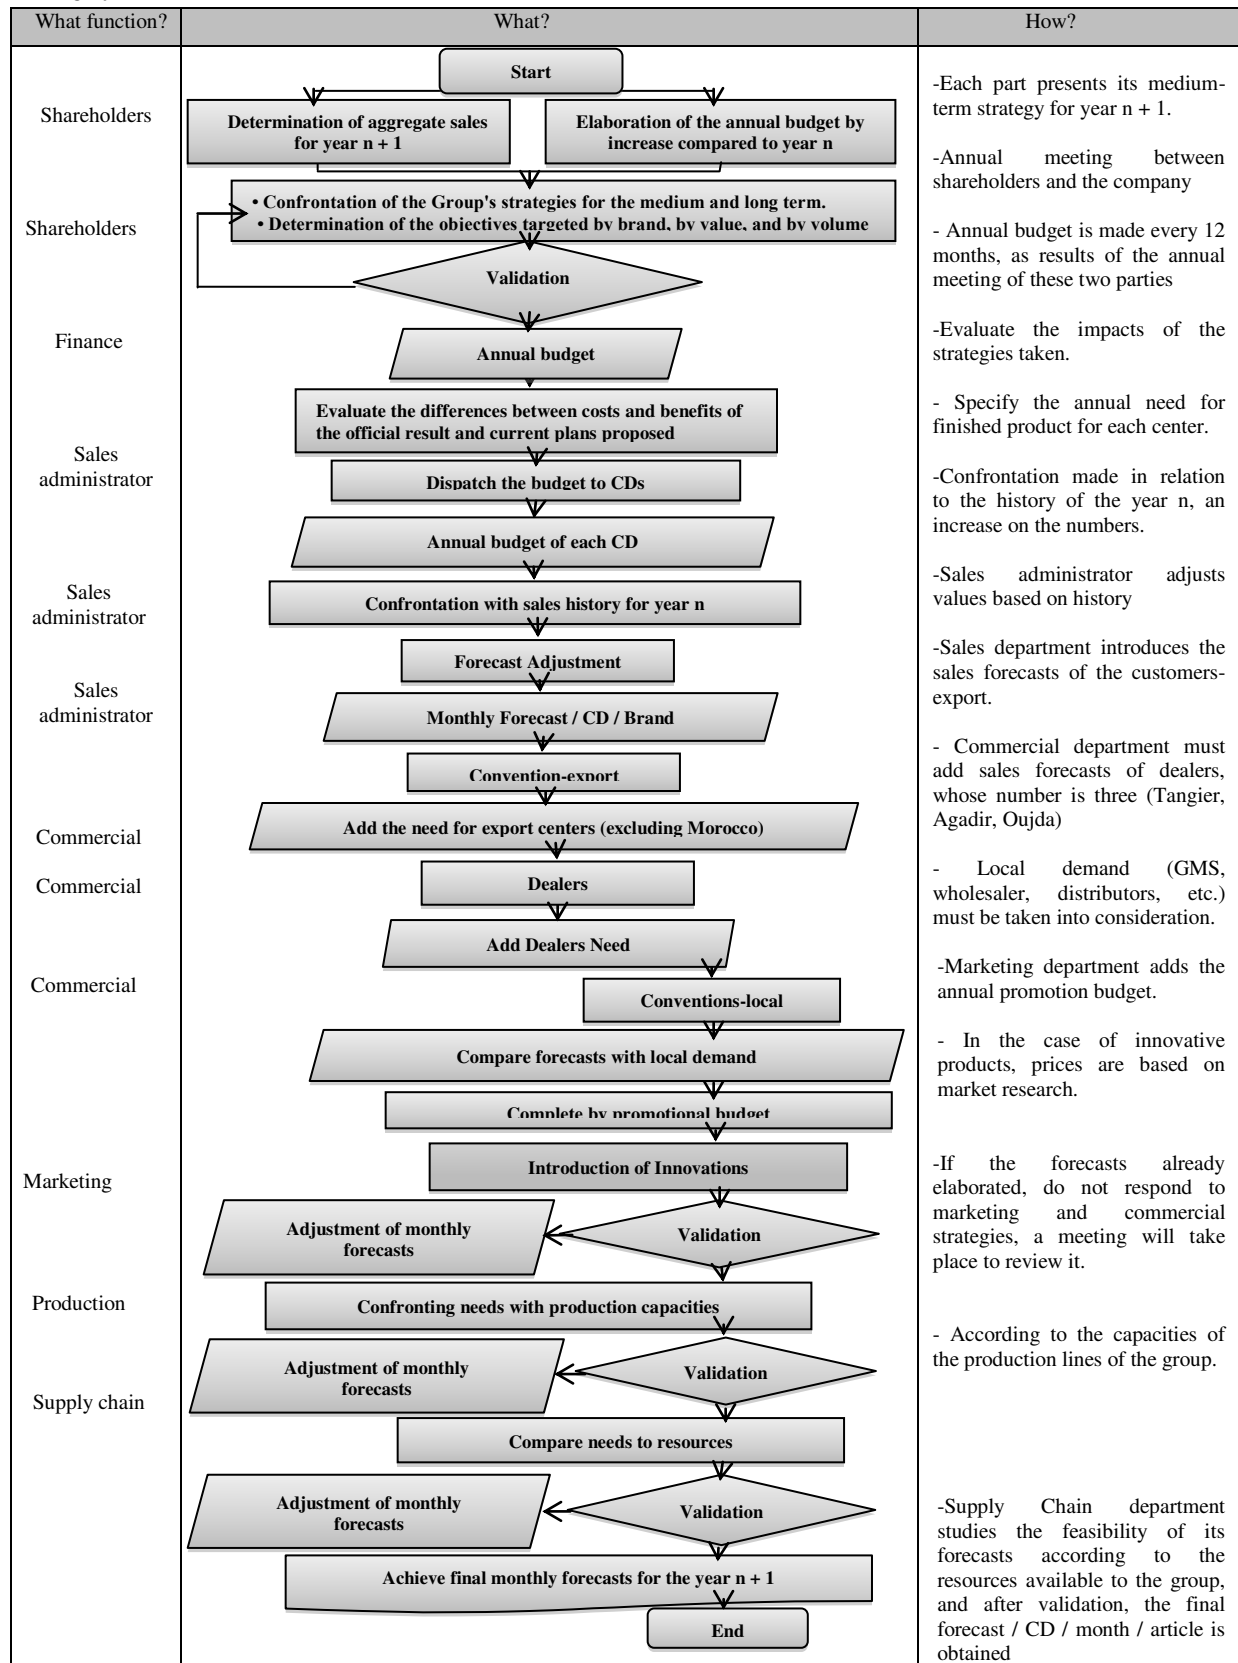 What function?
What?
How?
Shareholders
Shareholders
Finance
Sales
administrator
Sales
administrator
Sales
administrator
Commercial
Commercial
Commercial
Marketing
Production
Supply chain
Start
Determination of aggregate sales
for year n + 1
Elaboration of the annual budget by
increase compared to year n
• Confrontation of the Group's strategies for the medium and long term.
• Determination of the objectives targeted by brand, by value, and by volume
Validation
Annual budget
Evaluate the differences between costs and benefits of
the official result and current plans proposed
Dispatch the budget to CDs
Annual budget of each CD
Confrontation with sales history for year n
Forecast Adjustment
Monthly Forecast / CD / Brand
Convention-export
Add the need for export centers (excluding Morocco)
Dealers
Add Dealers Need
Conventions-local
Compare forecasts with local demand
Complete by promotional budget
Introduction of Innovations
Adjustment of monthly
forecasts
Validation
Confronting needs with production capacities
Adjustment of monthly
forecasts
Validation
Compare needs to resources
Adjustment of monthly
forecasts
Validation
Achieve final monthly forecasts for the year n + 1
End
-Each part presents its medium-
term strategy for year n + 1.
-Annual meeting between
shareholders and the company
- Annual budget is made every 12
months, as results of the annual
meeting of these two parties
-Evaluate the impacts of the
strategies taken.
- Specify the annual need for
finished product for each center.
-Confrontation made in relation
to the history of the year n, an
increase on the numbers.
-Sales administrator adjusts
values based on history
-Sales department introduces the
sales forecasts of the customers-
export.
- Commercial department must
add sales forecasts of dealers,
whose number is three (Tangier,
Agadir, Oujda)
- Local demand (GMS,
wholesaler, distributors, etc.)
must be taken into consideration.
-Marketing department adds the
annual promotion budget.
- In the case of innovative
products, prices are based on
market research.
-If the forecasts already
elaborated, do not respond to
marketing and commercial
strategies, a meeting will take
place to review it.
- According to the capacities of
the production lines of the group.
-Supply Chain department
studies the feasibility of its
forecasts according to the
resources available to the group,
and after validation, the final
forecast / CD / month / article is
obtained